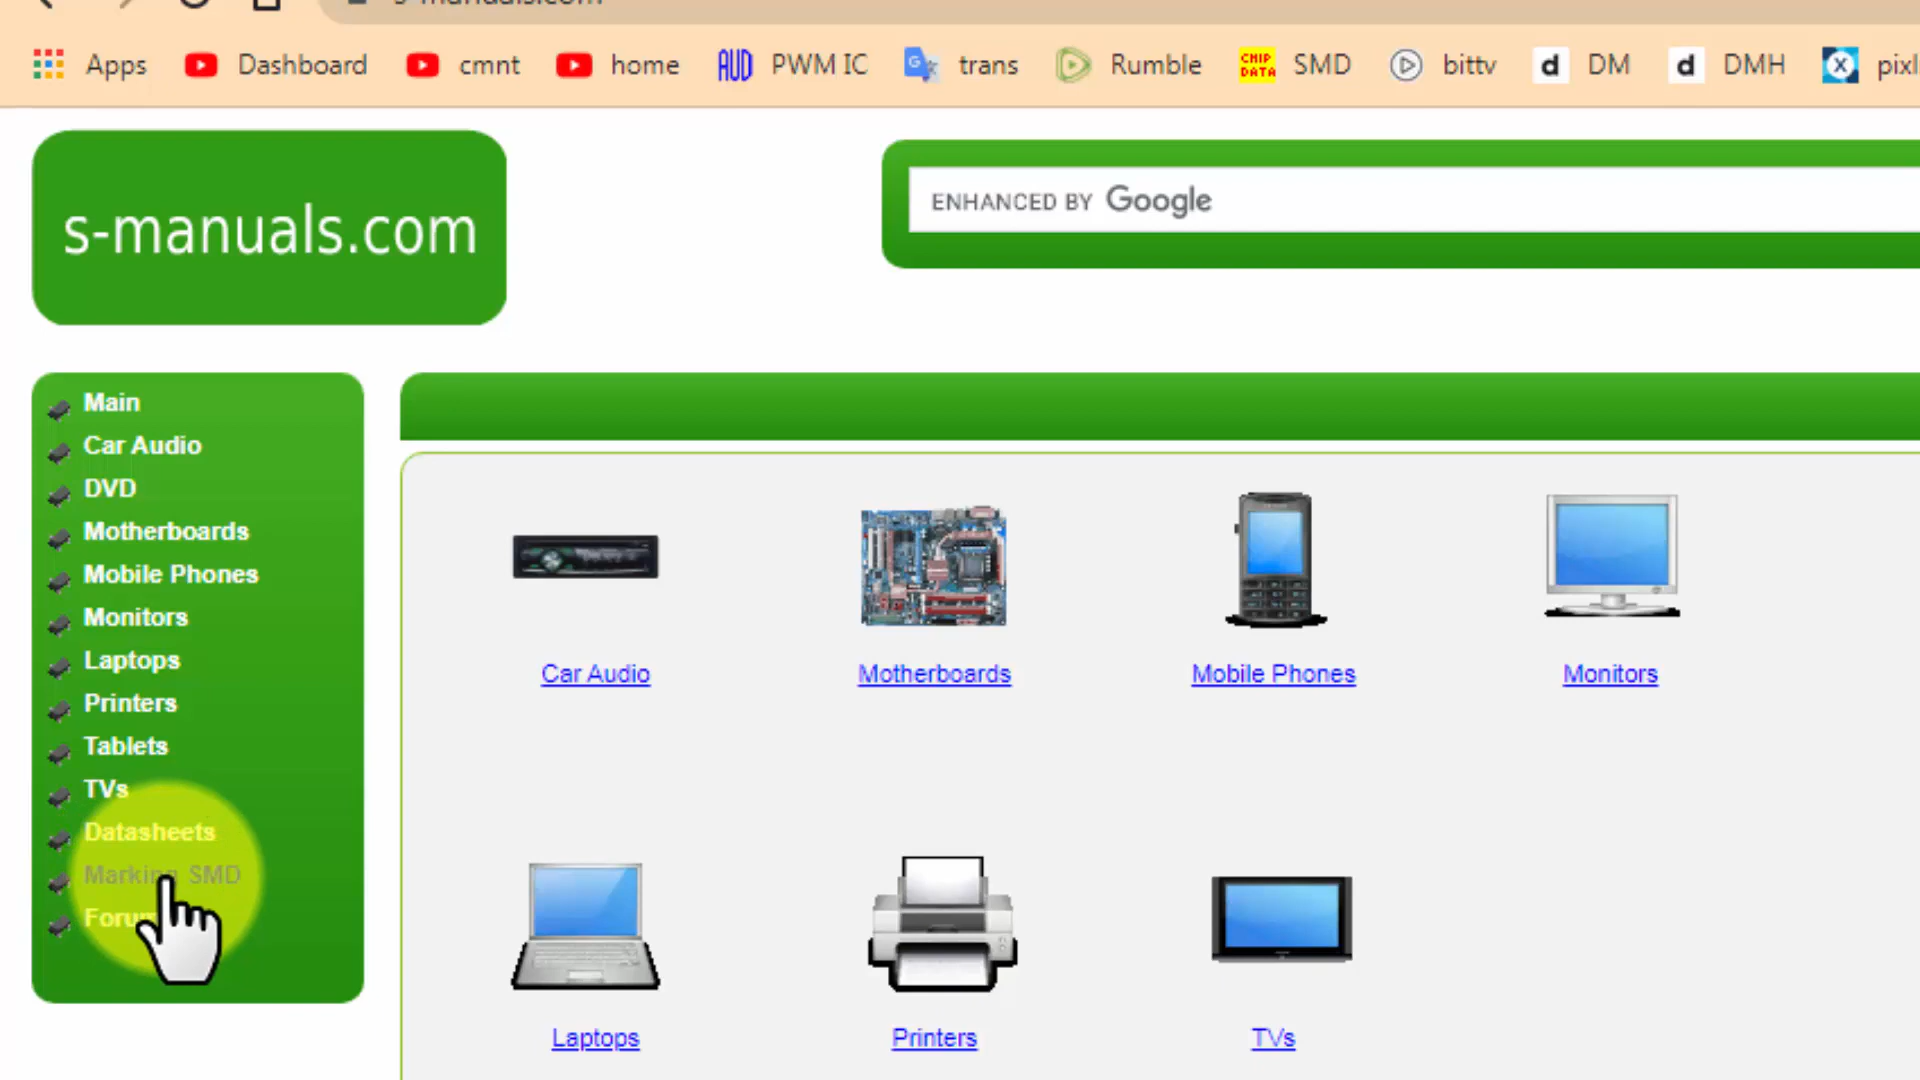 Apps Dashboard cmnt home AUD PWM IC trans Rumble CHIP DATA SMD bittv d DM d DMH
s-manuals.com
ENHANCED BY Google
Main
Car Audio
DVD
Motherboards
Mobile Phones
Monitors
Laptops
Printers
Tablets
TVs
Datasheets
Marking SMD
Forum
Car Audio Motherboards Mobile Phones Monitors
Laptops Printers TVs